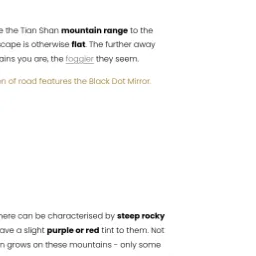 e the Tian Shan mountain range to the
cape is otherwise flat. The further away
ains you are, the foggier they seem.
n of road features the Black Dot Mirror.
here can be characterised by steep rocky
ave a slight purple or red tint to them. Not
n grows on these mountains - only some